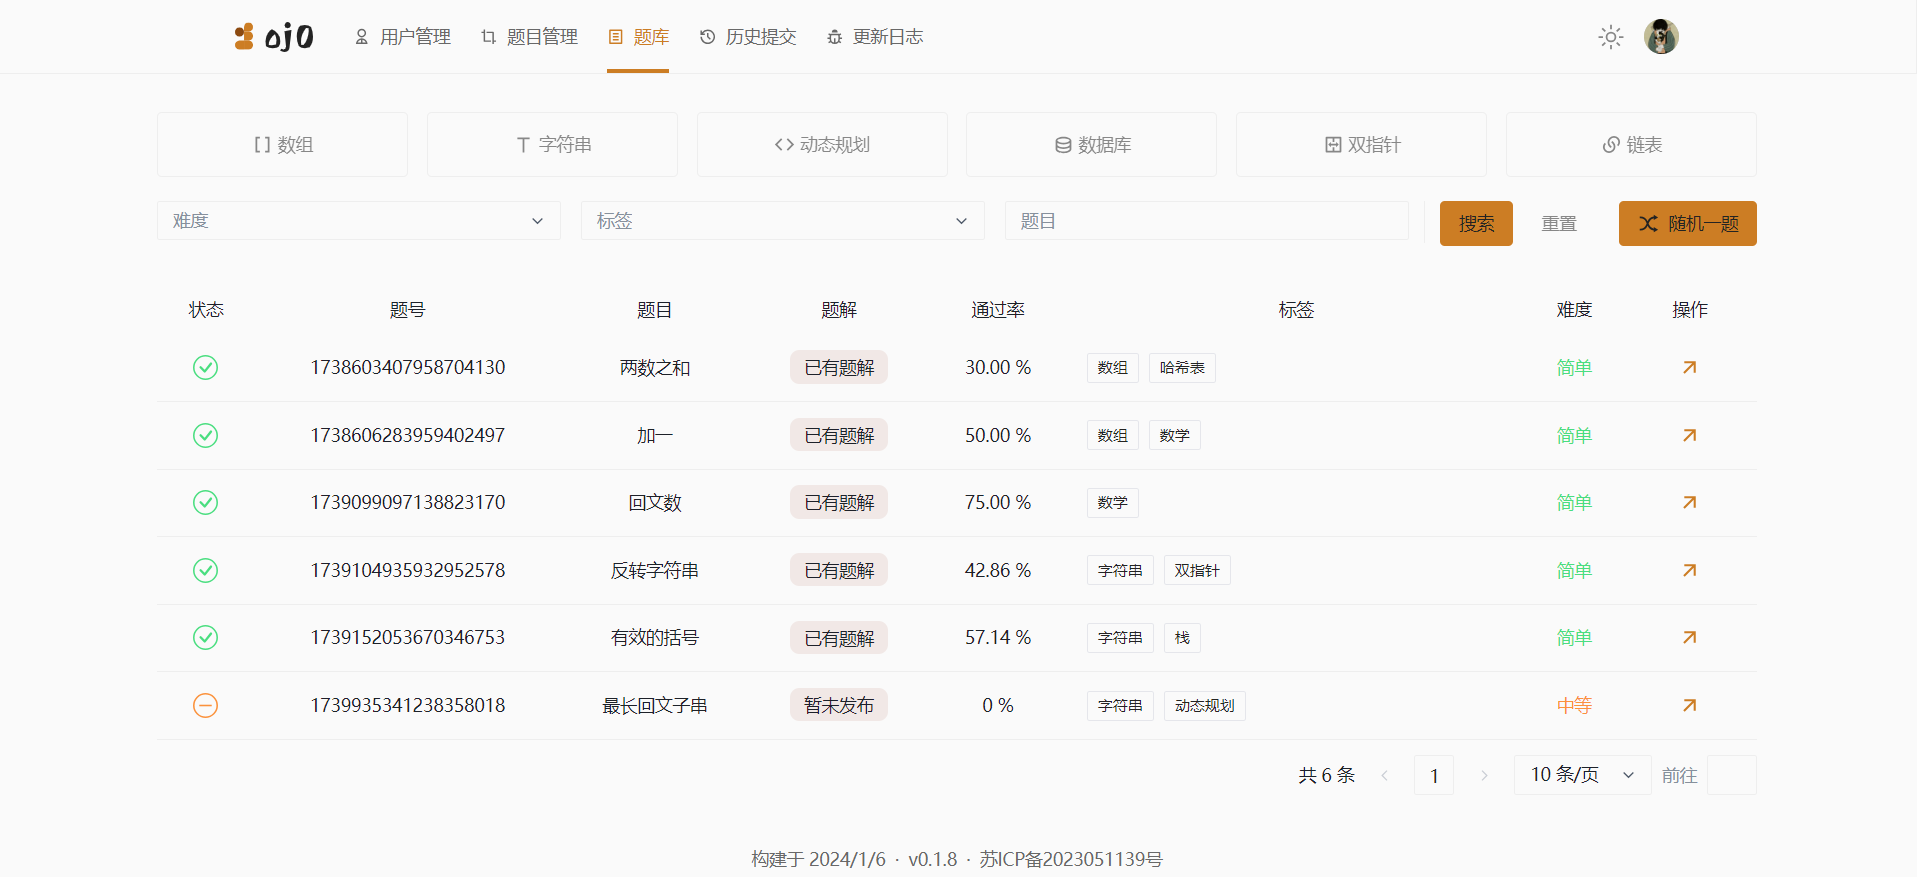 ojo 用户管理 题目管理 题库 历史提交 更新日志
[ ] 数组 字符串 动态规划 数据库 双指针 链表
难度 标签 题目 搜索 重置 随机一题
状态 题号 题目 题解 通过率 标签 难度 操作
1738603407958704130 两数之和 已有题解 30.00 % 数组 哈希表 简单
1738606283959402497 加一 已有题解 50.00 % 数组 数学 简单
1739099097138823170 回文数 已有题解 75.00 % 数学 简单
1739104935932952578 反转字符串 已有题解 42.86 % 字符串 双指针 简单
1739152053670346753 有效的括号 已有题解 57.14 % 字符串 栈 简单
1739935341238358018 最长回文子串 暂未发布 0 % 字符串 动态规划 中等
共 6 条 1 10 条/页 前往
构建于 2024/1/6 · v0.1.8 · 苏ICP备2023051139号